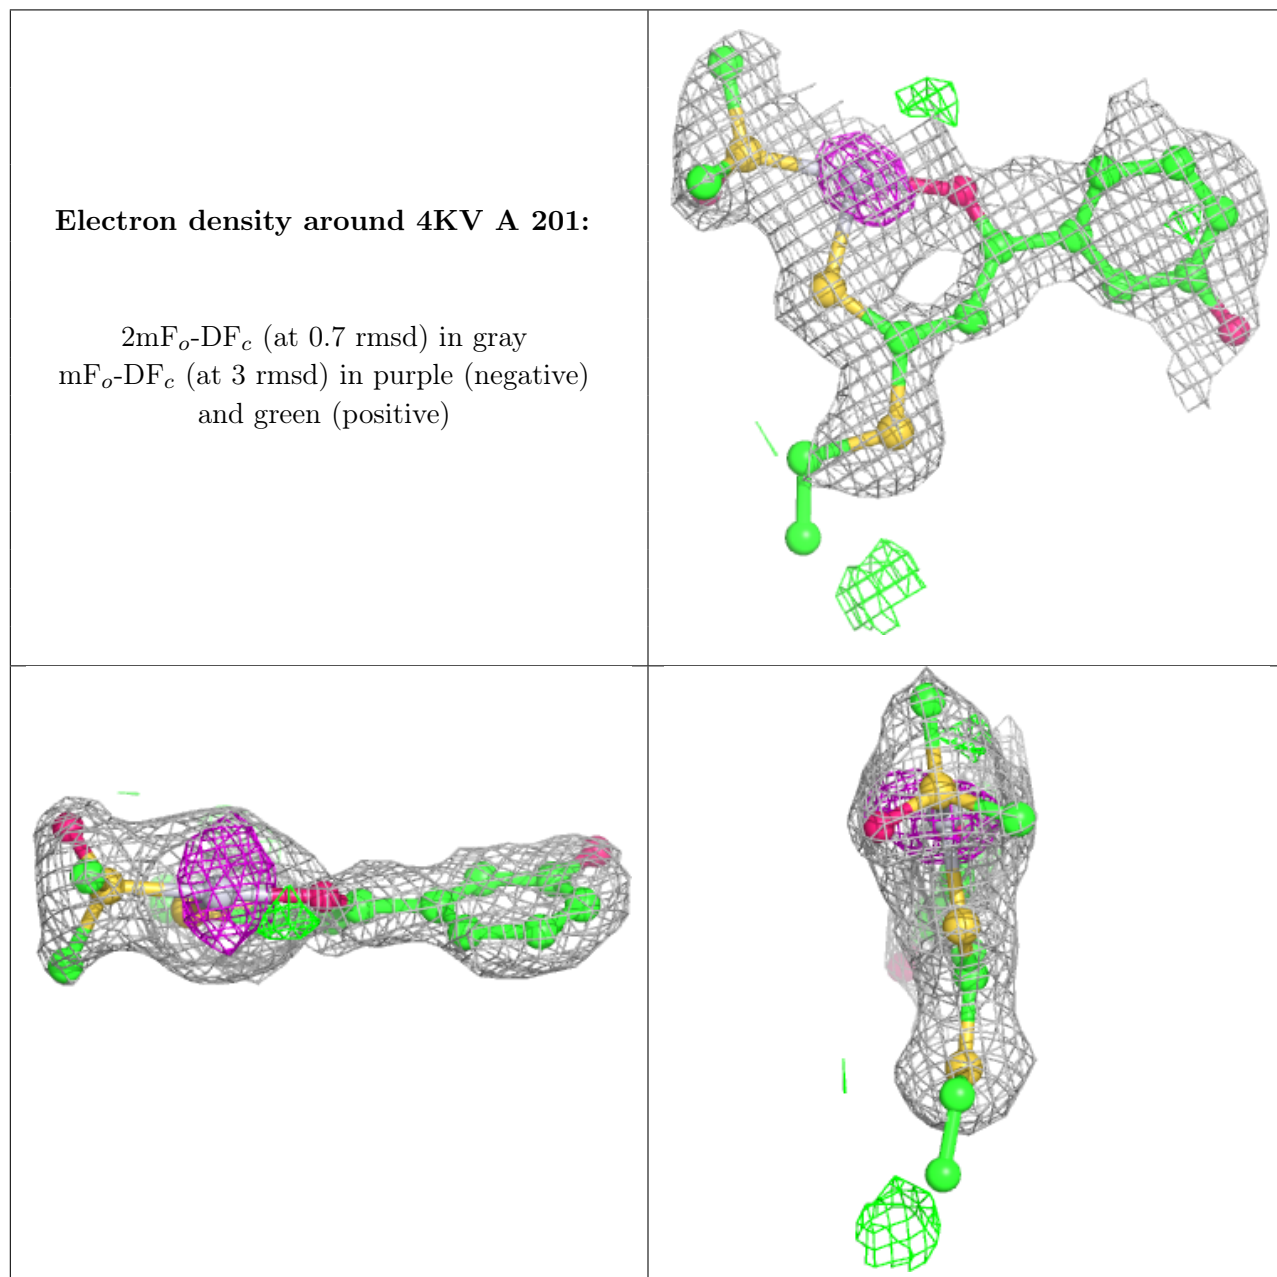 Electron density around 4KV A 201:
2mFo-DFc (at 0.7 rmsd) in gray
mFo-DFc (at 3 rmsd) in purple (negative)
and green (positive)